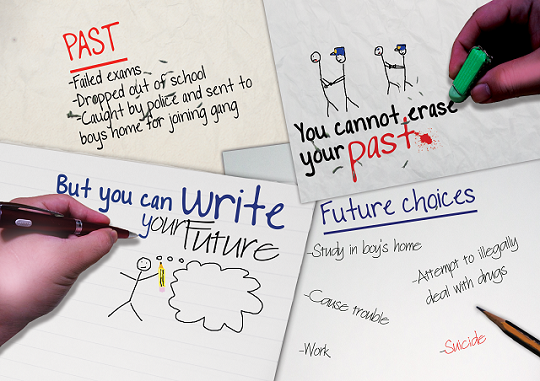 PAST
-Failed exams
-Dropped out of school
-Caught by police and sent to
boys home for joining gang
You cannot erase
your past
But you can Write
your Future
Future choices
-Study in boy's home
-Attempt to illegally
deal with drugs
-Cause trouble
-Work
-Suicide